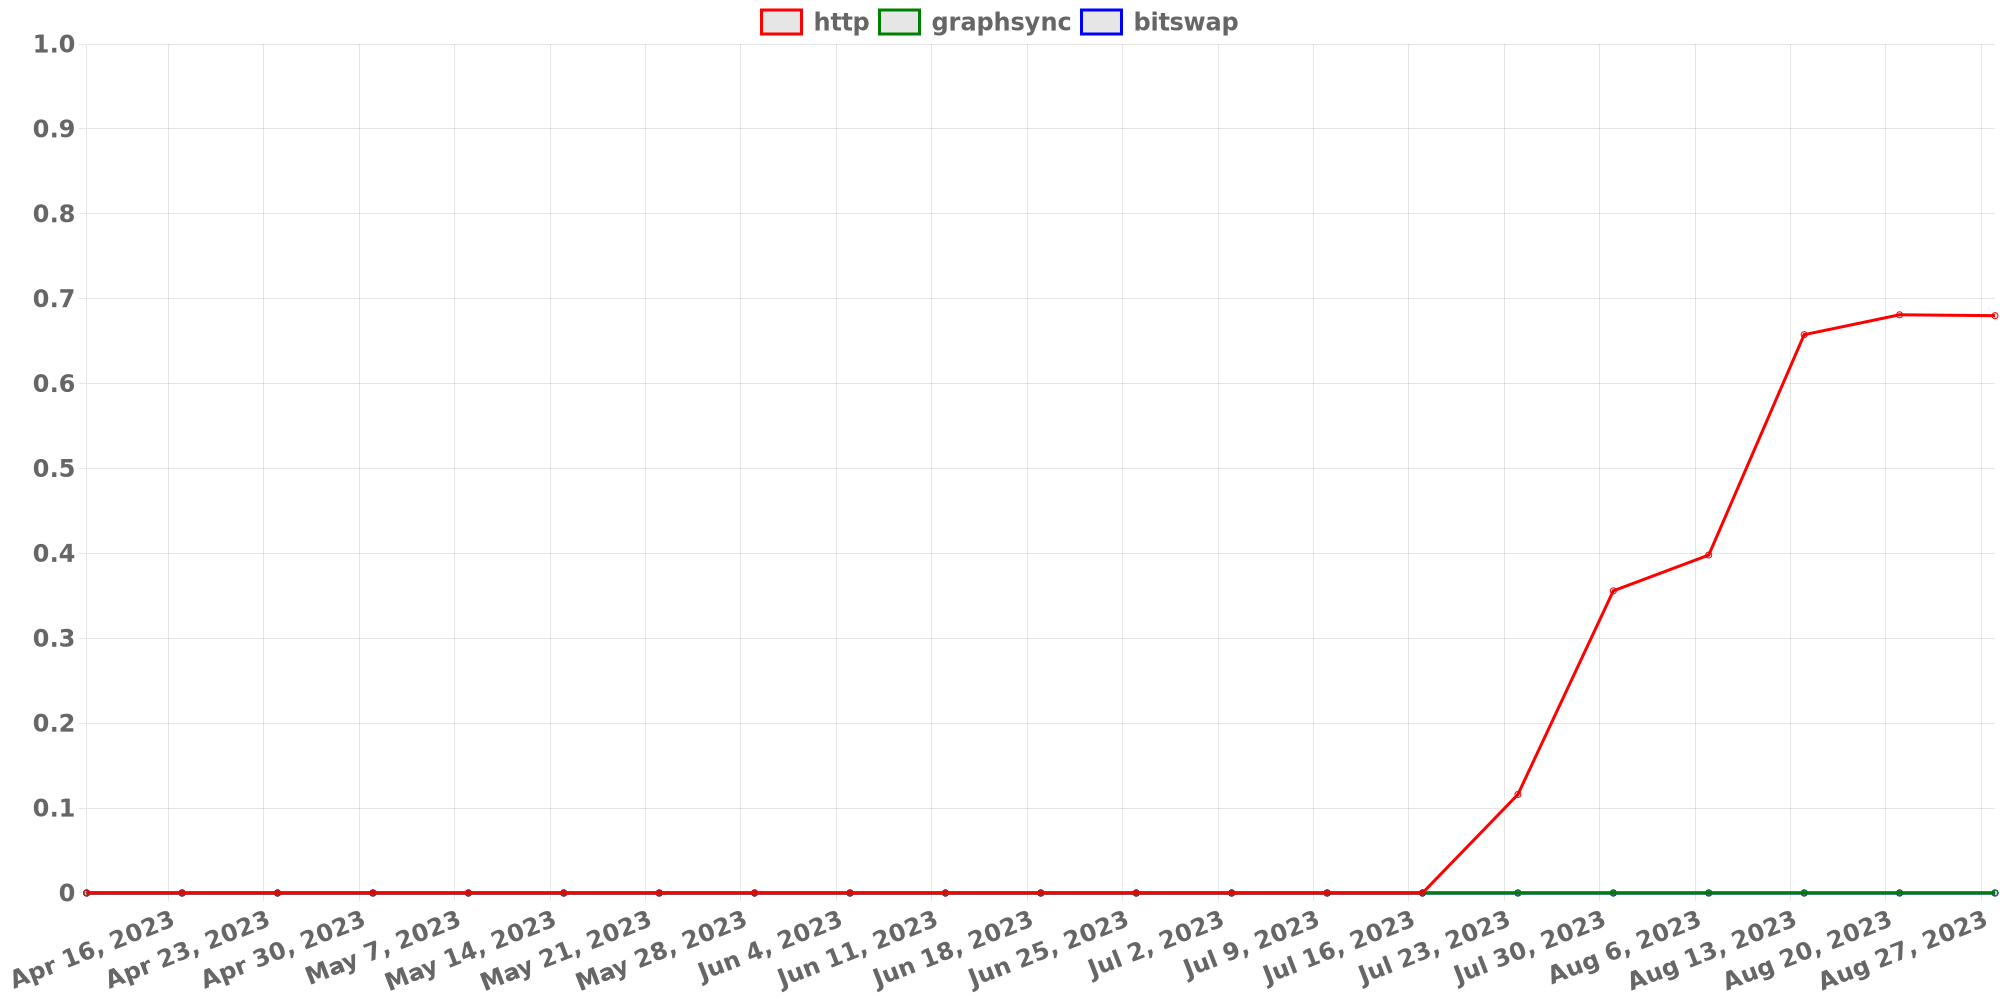 http graphsync bitswap
1.0
0.9
0.8
0.7
0.6
0.5
0.4
0.3
0.2
0.1
0
Apr 16, 2023
Apr 23, 2023
Apr 30, 2023
May 7, 2023
May 14, 2023
May 21, 2023
May 28, 2023
Jun 4, 2023
Jun 11, 2023
Jun 18, 2023
Jun 25, 2023
Jul 2, 2023
Jul 9, 2023
Jul 16, 2023
Jul 23, 2023
Jul 30, 2023
Aug 6, 2023
Aug 13, 2023
Aug 20, 2023
Aug 27, 2023